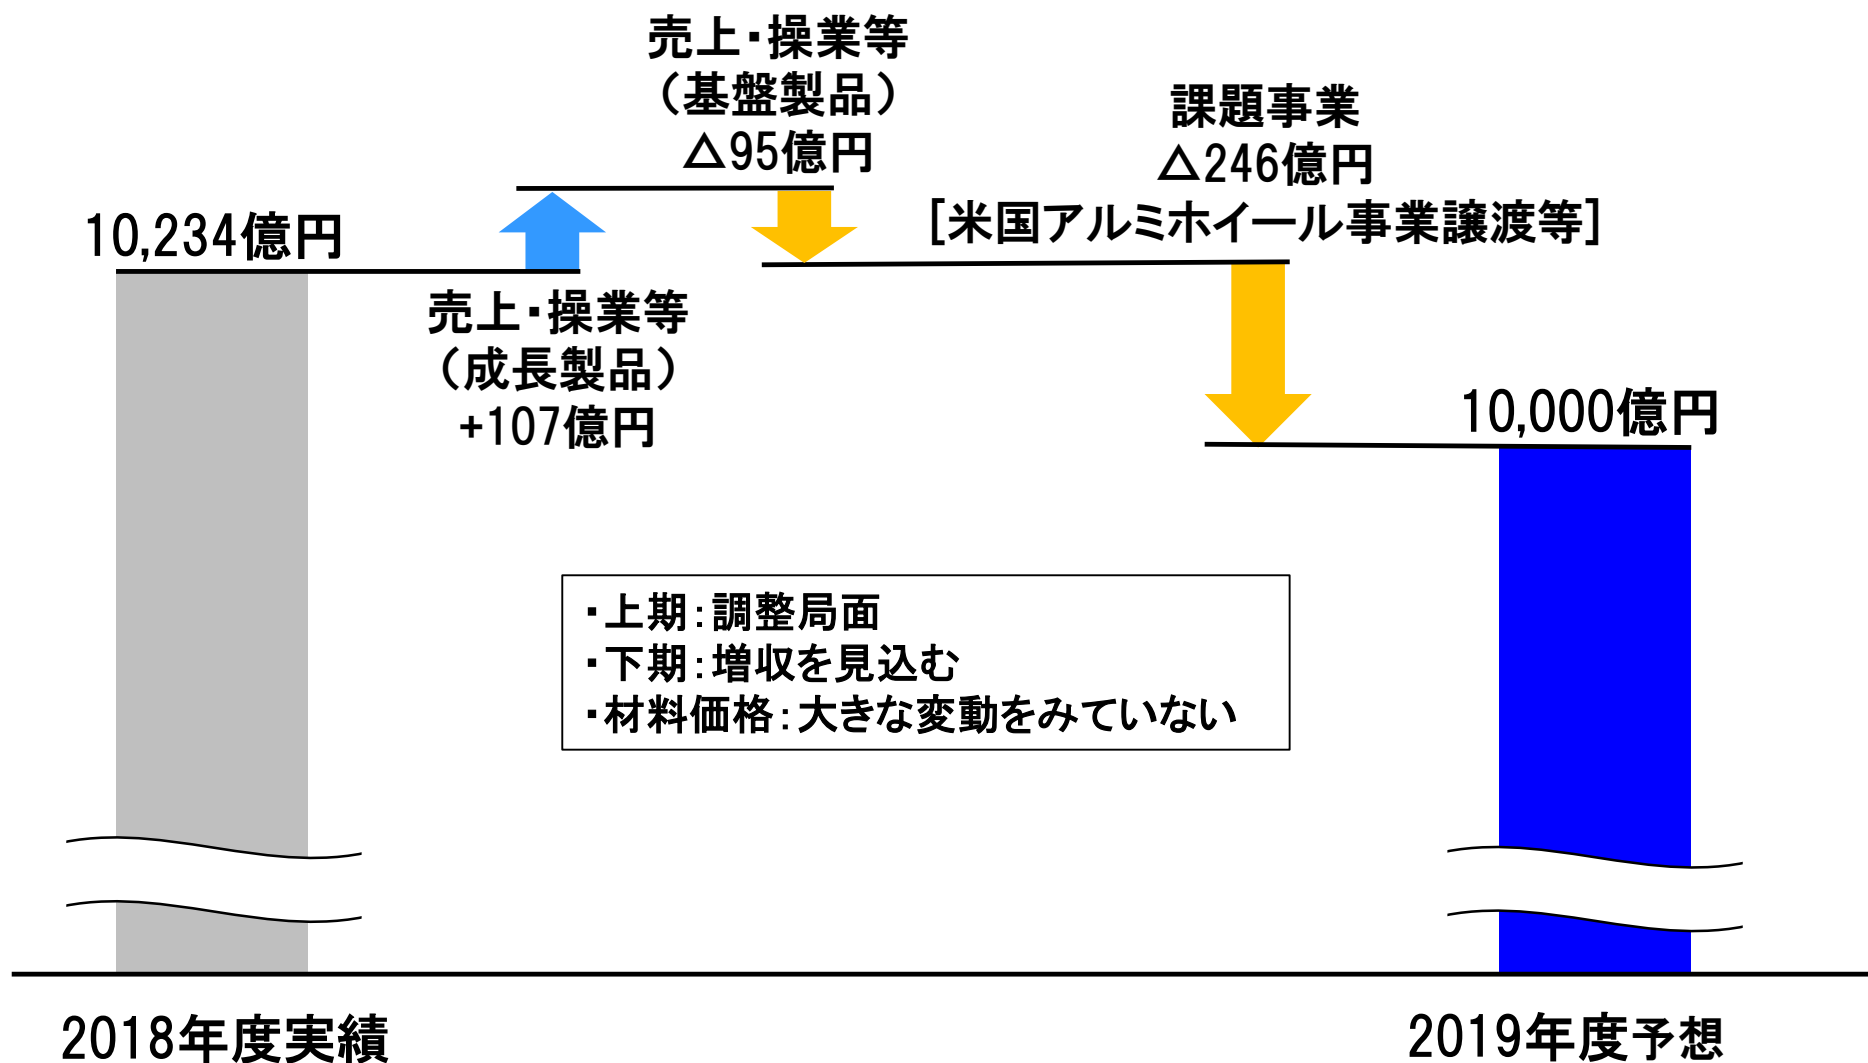 売上・操業等
（基盤製品）
△95億円
課題事業
△246億円
[米国アルミホイール事業譲渡等]
10,234億円
売上・操業等
（成長製品）
+107億円
10,000億円
・上期：調整局面
・下期：増収を見込む
・材料価格：大きな変動をみていない
2018年度実績
2019年度予想